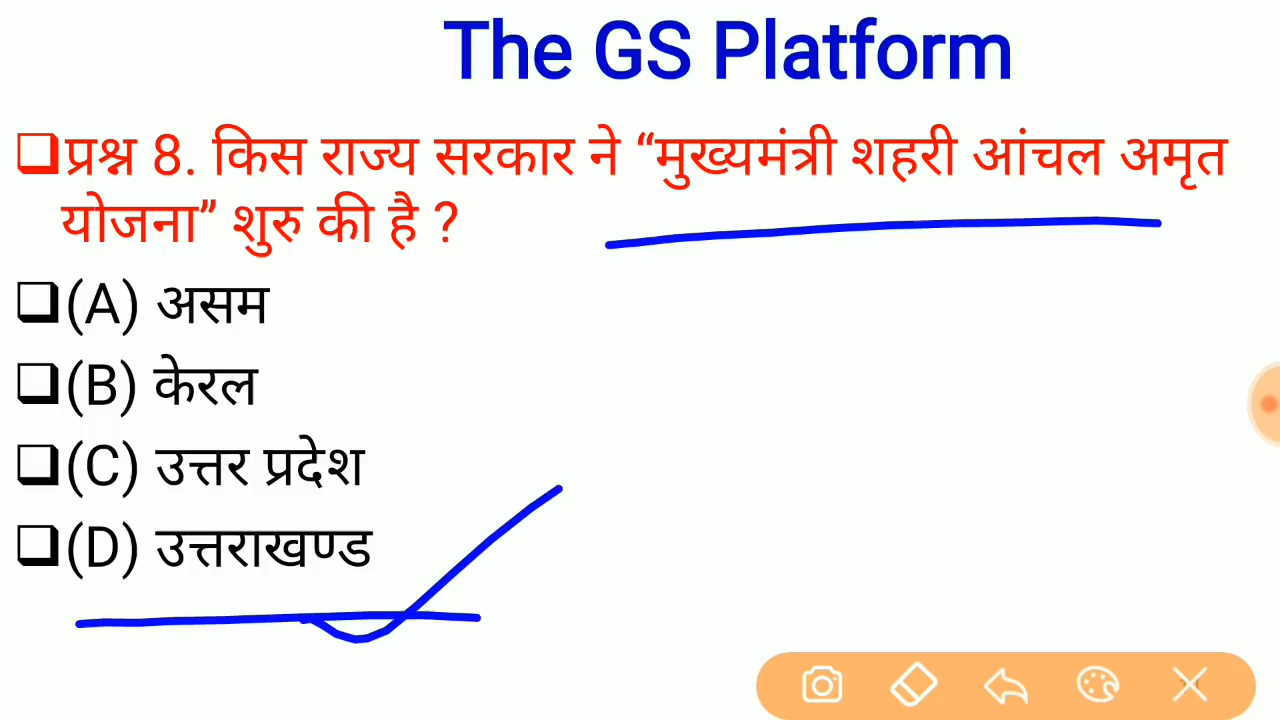 The GS Platform
❑प्रश्न 8. किस राज्य सरकार ने “मुख्यमंत्री शहरी आंचल अमृत
योजना” शुरु की है ?
❑(A) असम
❑(B) केरल
❑(C) उत्तर प्रदेश
❑(D) उत्तराखण्ड